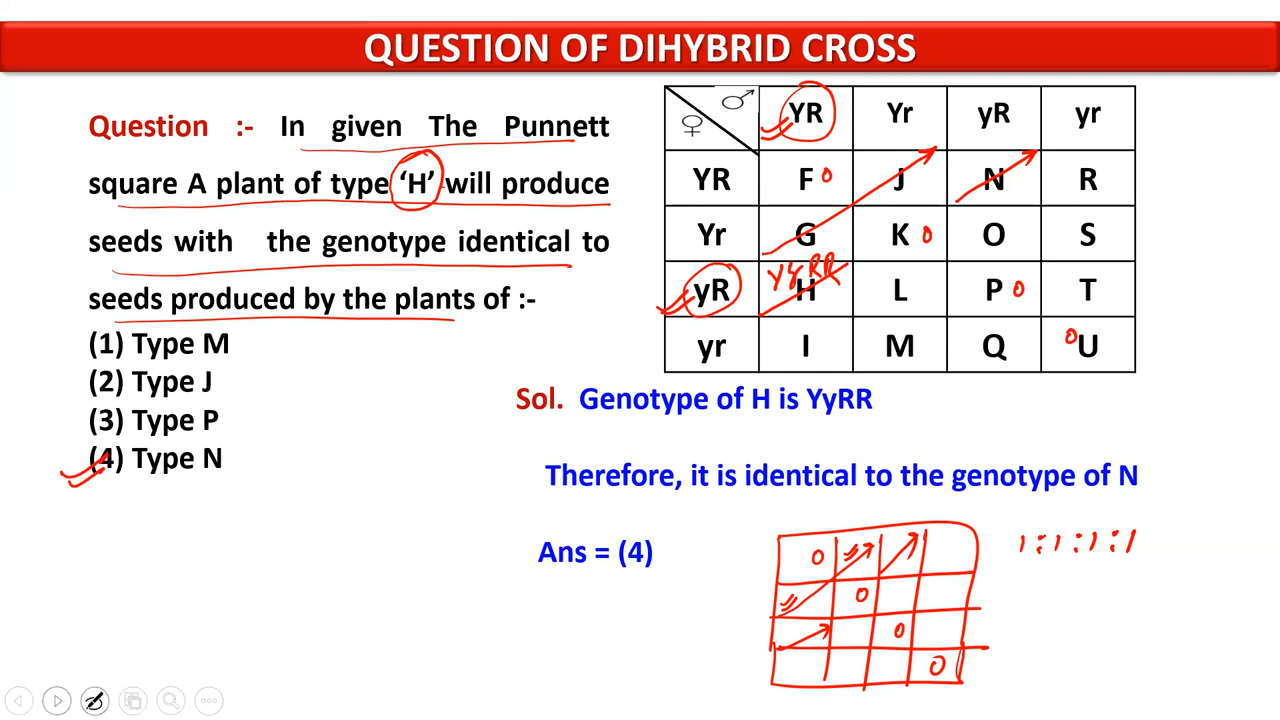 QUESTION OF DIHYBRID CROSS
Question :- In given The Punnett
square A plant of type ‘H’ will produce
seeds with the genotype identical to
seeds produced by the plants of :-
(1) Type M
(2) Type J
(3) Type P
(4) Type N
♂ YR Yr yR yr
♀
YR F O J N R
Yr G K O O S
YyRR
yR H L P O T
yr I M Q O U
Sol. Genotype of H is YyRR
Therefore, it is identical to the genotype of N
Ans = (4)
1 : 1 : 1 : 1
O
O
O
O